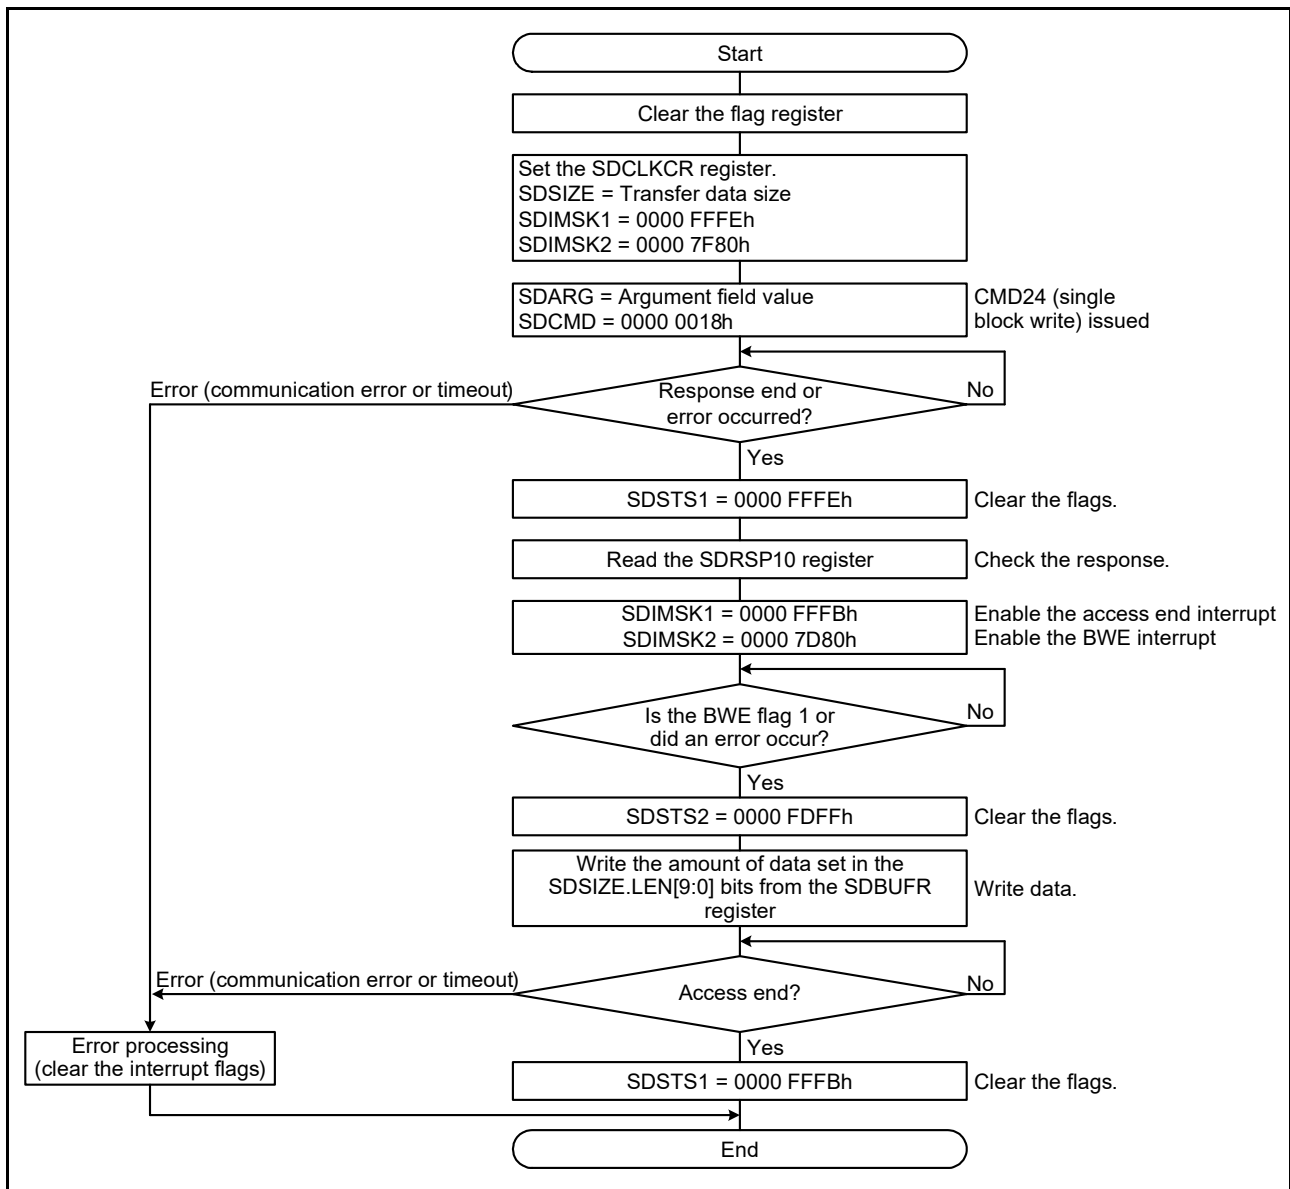 Start
Clear the flag register
Set the SDCLKCR register.
SDSIZE = Transfer data size
SDIMSK1 = 0000 FFFEh
SDIMSK2 = 0000 7F80h
SDARG = Argument field value
SDCMD = 0000 0018h
CMD24 (single
block write) issued
Error (communication error or timeout)
Response end or
error occurred?
No
Yes
SDSTS1 = 0000 FFFEh
Clear the flags.
Read the SDRSP10 register
Check the response.
SDIMSK1 = 0000 FFFBh
SDIMSK2 = 0000 7D80h
Enable the access end interrupt
Enable the BWE interrupt
Is the BWE flag 1 or
did an error occur?
No
Yes
SDSTS2 = 0000 FDFFh
Clear the flags.
Write the amount of data set in the
SDSIZE.LEN[9:0] bits from the SDBUFR
register
Write data.
Error (communication error or timeout)
Access end?
No
Yes
Error processing
(clear the interrupt flags)
SDSTS1 = 0000 FFFBh
Clear the flags.
End